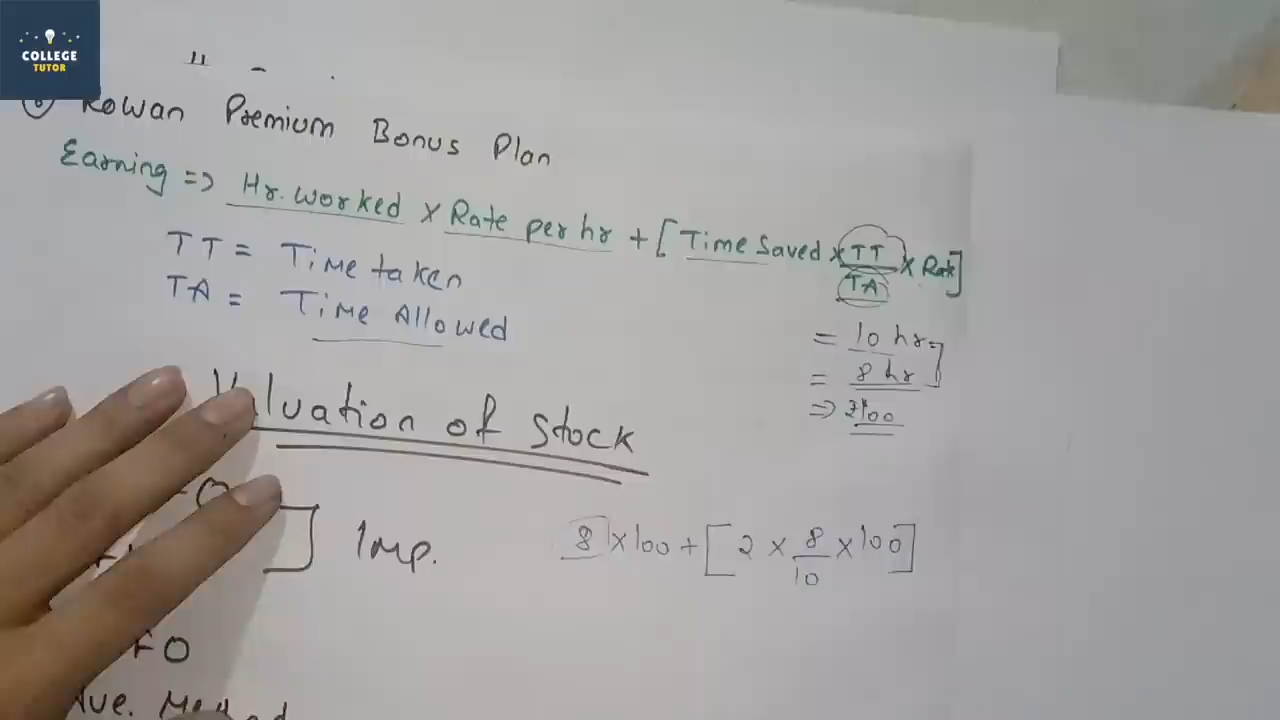 COLLEGE
TUTOR
Rowan Premium Bonus Plan
Earning => Hr. worked × Rate per hr + [Time Saved × TT / TA × Rate]
TT = Time taken
TA = Time Allowed
= 10 hr
= 8 hr
=> ₹100
Valuation of Stock
Imp.
8 × 100 + [2 × 8/10 × 100]
FO
Ave. Method